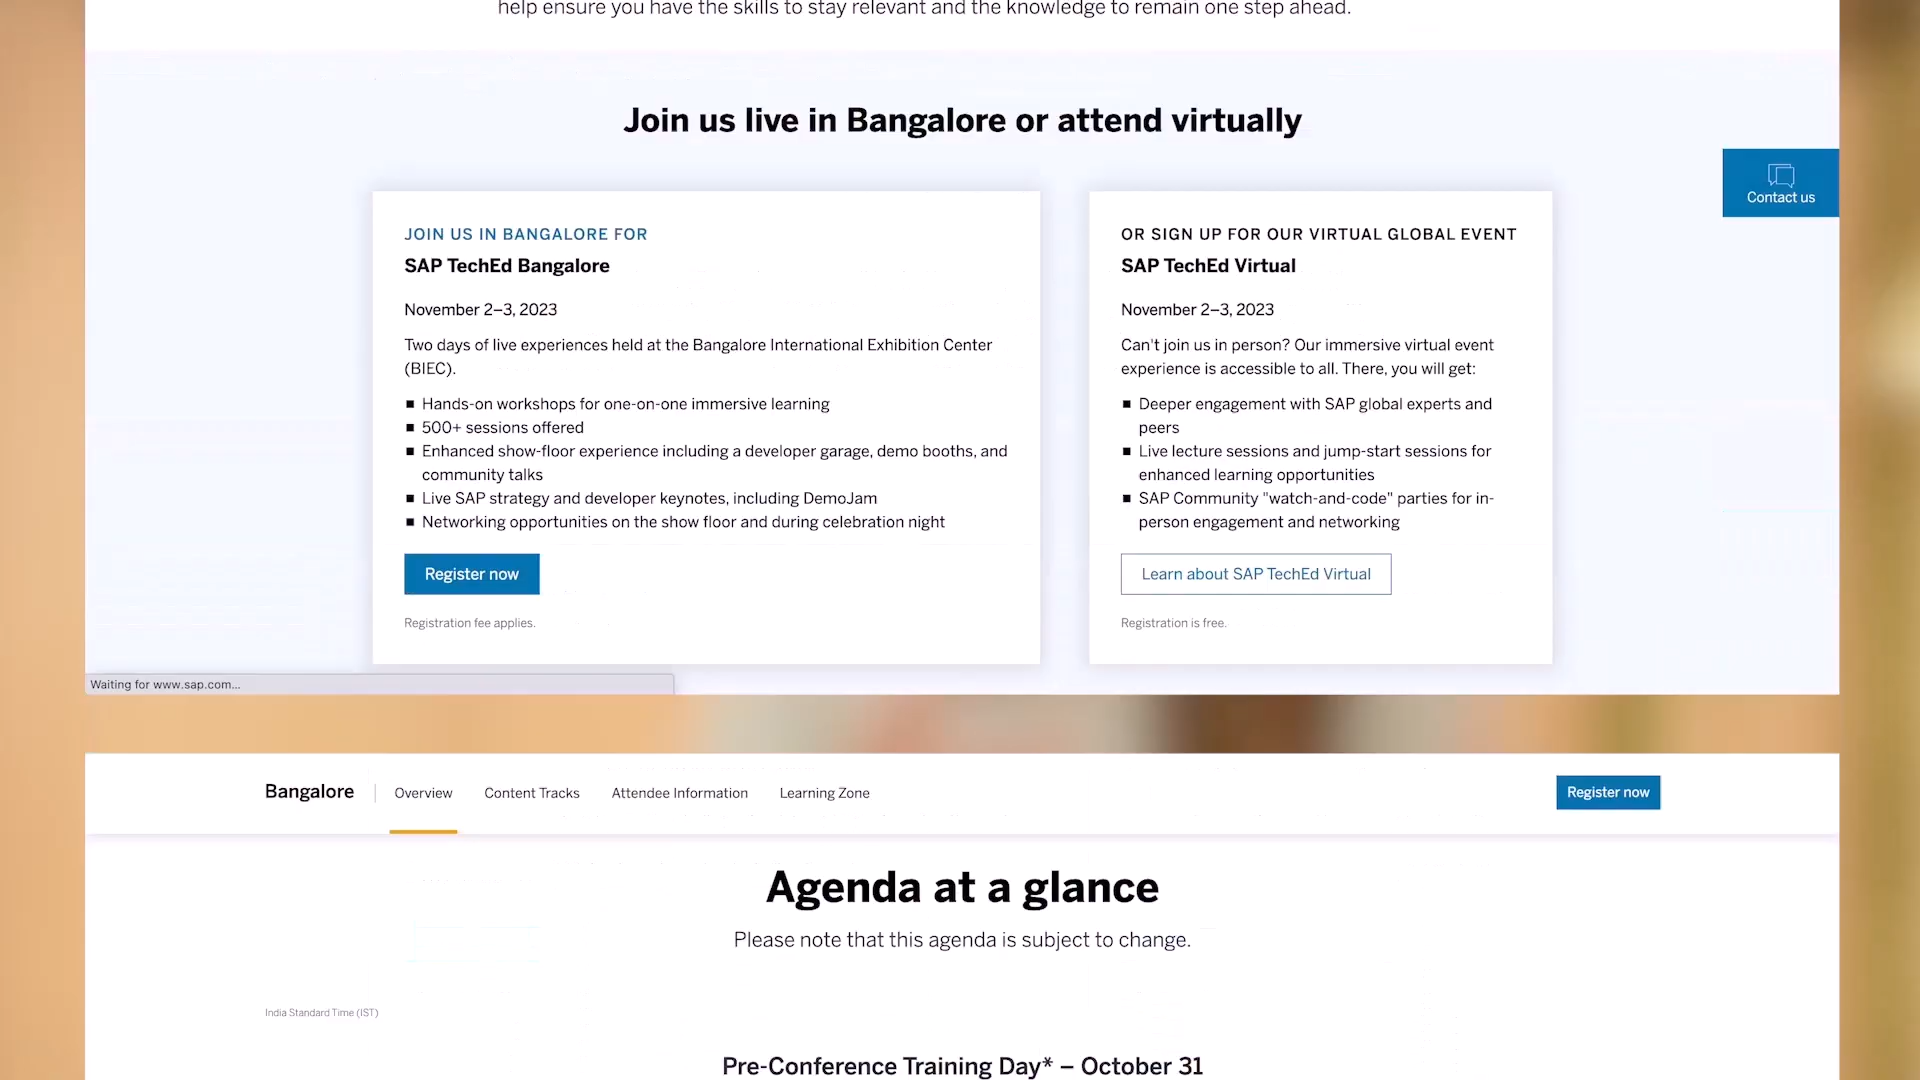 help ensure you have the skills to stay relevant and the knowledge to remain one step ahead.
Join us live in Bangalore or attend virtually
Contact us
JOIN US IN BANGALORE FOR
SAP TechEd Bangalore
November 2–3, 2023
Two days of live experiences held at the Bangalore International Exhibition Center
(BIEC).
■ Hands-on workshops for one-on-one immersive learning
■ 500+ sessions offered
■ Enhanced show-floor experience including a developer garage, demo booths, and
community talks
■ Live SAP strategy and developer keynotes, including DemoJam
■ Networking opportunities on the show floor and during celebration night
Register now
Registration fee applies.
OR SIGN UP FOR OUR VIRTUAL GLOBAL EVENT
SAP TechEd Virtual
November 2–3, 2023
Can't join us in person? Our immersive virtual event
experience is accessible to all. There, you will get:
■ Deeper engagement with SAP global experts and
peers
■ Live lecture sessions and jump-start sessions for
enhanced learning opportunities
■ SAP Community "watch-and-code" parties for in-
person engagement and networking
Learn about SAP TechEd Virtual
Registration is free.
Waiting for www.sap.com...
Bangalore | Overview Content Tracks Attendee Information Learning Zone Register now
Agenda at a glance
Please note that this agenda is subject to change.
India Standard Time (IST)
Pre-Conference Training Day* – October 31